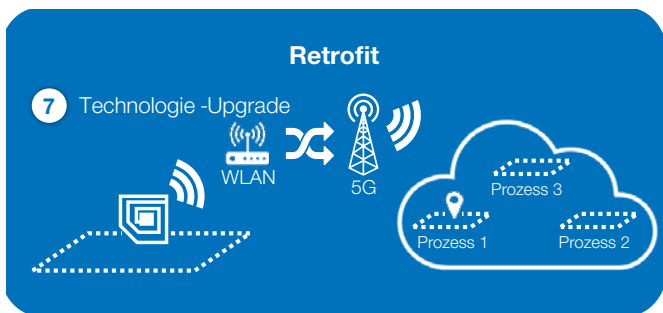 Retrofit
7 Technologie -Upgrade
WLAN
5G
Prozess 3
Prozess 1
Prozess 2